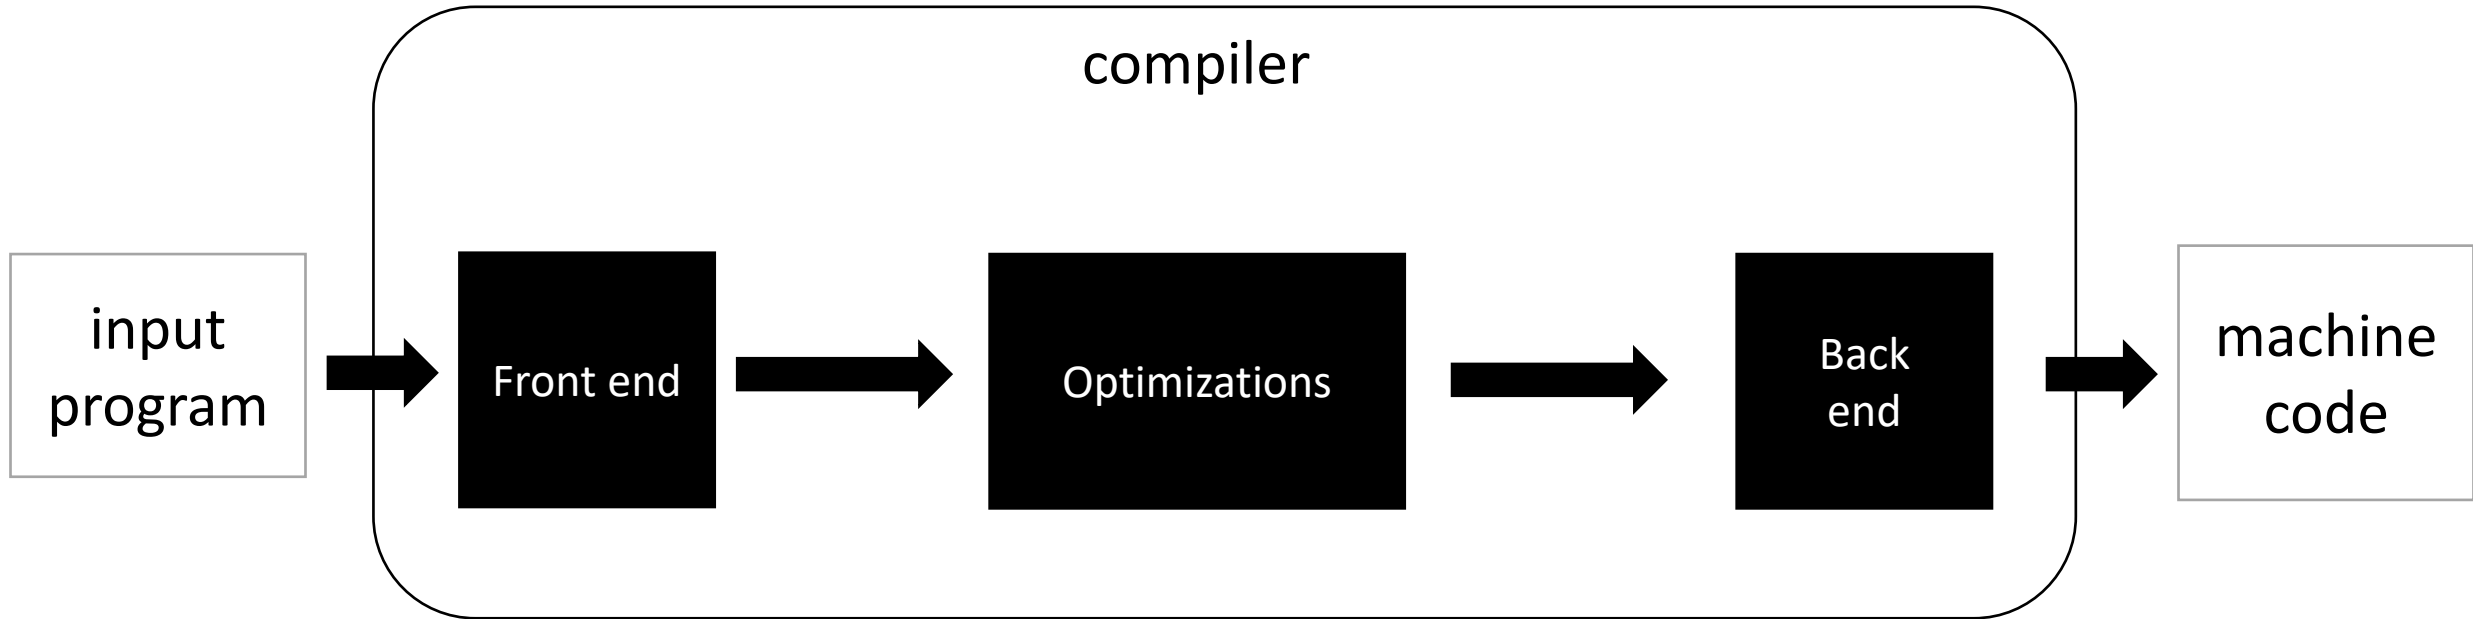 compiler
input
program
Front end
Optimizations
Back
end
machine
code